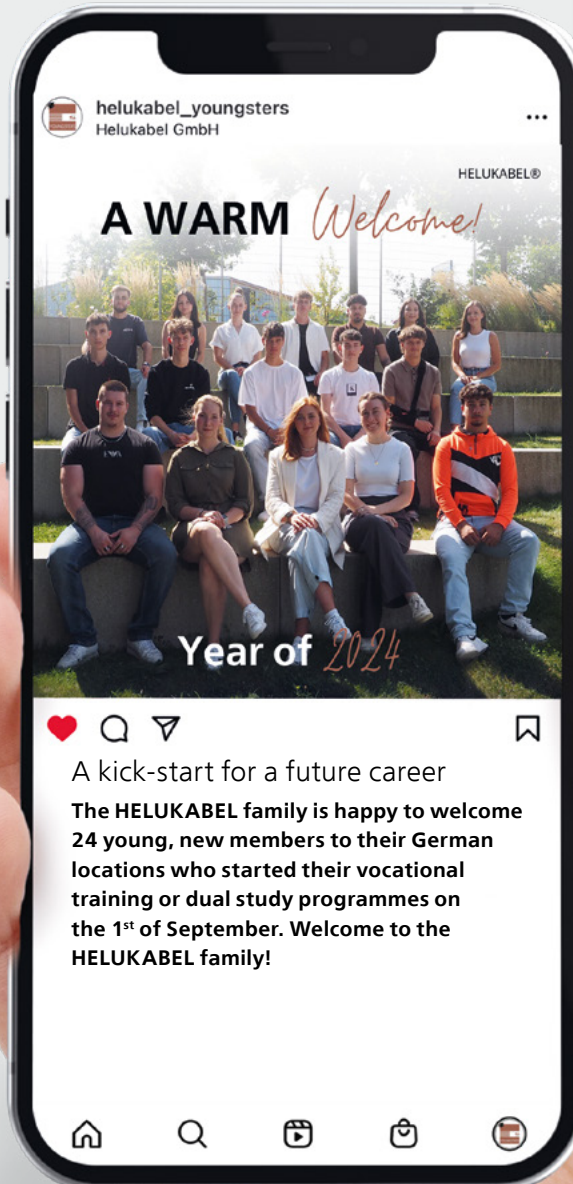 helukabel_youngsters
Helukabel GmbH
HELUKABEL®
A WARM Welcome!
Year of 2024
A kick-start for a future career
The HELUKABEL family is happy to welcome
24 young, new members to their German
locations who started their vocational
training or dual study programmes on
the 1st of September. Welcome to the
HELUKABEL family!